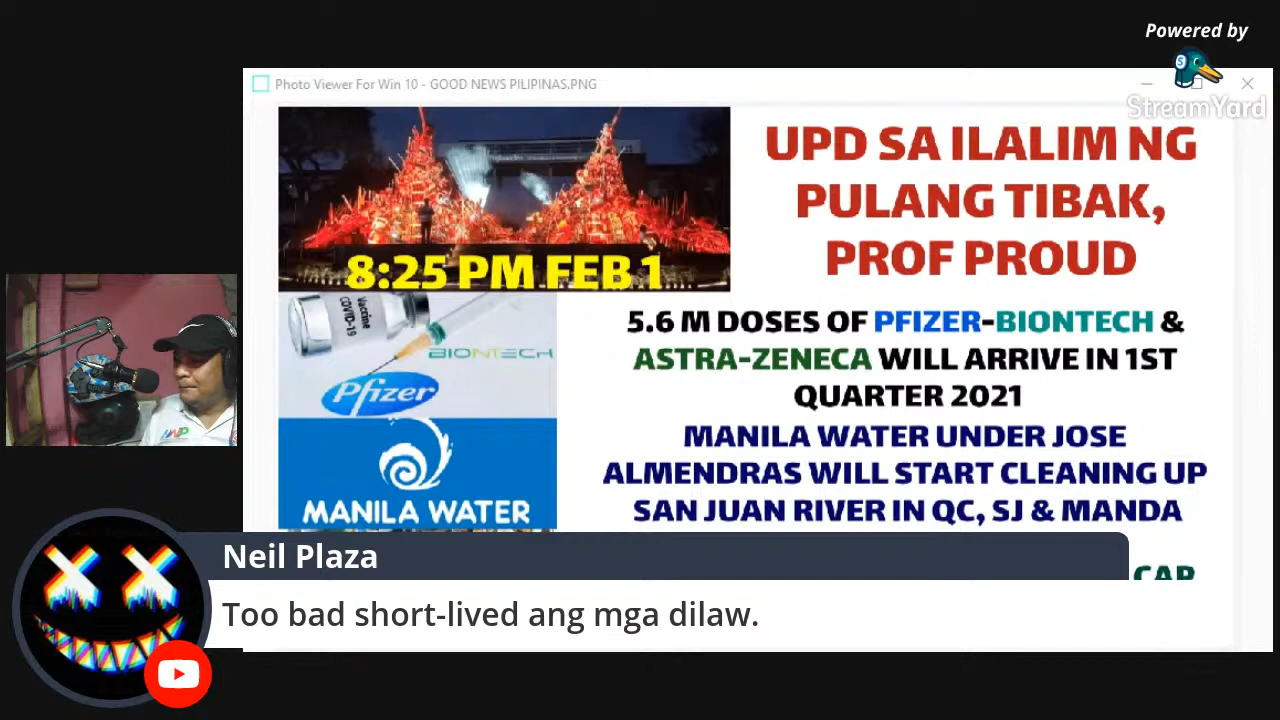 Powered by
StreamYard
Photo Viewer For Win 10 - GOOD NEWS PILIPINAS.PNG
UPD SA ILALIM NG
PULANG TIBAK,
PROF PROUD
8:25 PM FEB 1
Vaccine
COVID-19
BIONTECH
Pfizer
5.6 M DOSES OF PFIZER-BIONTECH &
ASTRA-ZENECA WILL ARRIVE IN 1ST
QUARTER 2021
MANILA WATER
MANILA WATER UNDER JOSE
ALMENDRAS WILL START CLEANING UP
SAN JUAN RIVER IN QC, SJ & MANDA
CAP
Neil Plaza
Too bad short-lived ang mga dilaw.